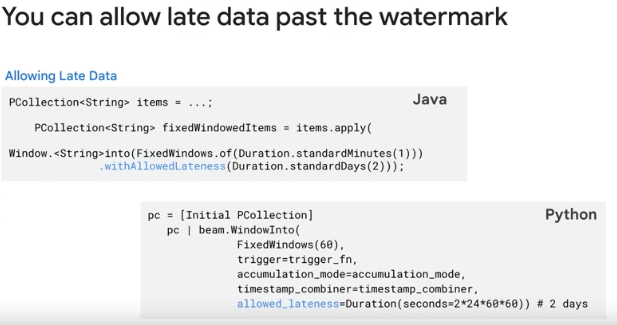 You can allow late data past the watermark
Allowing Late Data
Java
PCollection<String> items = ...;
PCollection<String> fixedWindowedItems = items.apply(
Window.<String>into(FixedWindows.of(Duration.standardMinutes(1)))
.withAllowedLateness(Duration.standardDays(2)));
Python
pc = [Initial PCollection]
pc | beam.WindowInto(
FixedWindows(60),
trigger=trigger_fn,
accumulation_mode=accumulation_mode,
timestamp_combiner=timestamp_combiner,
allowed_lateness=Duration(seconds=2*24*60*60)) # 2 days